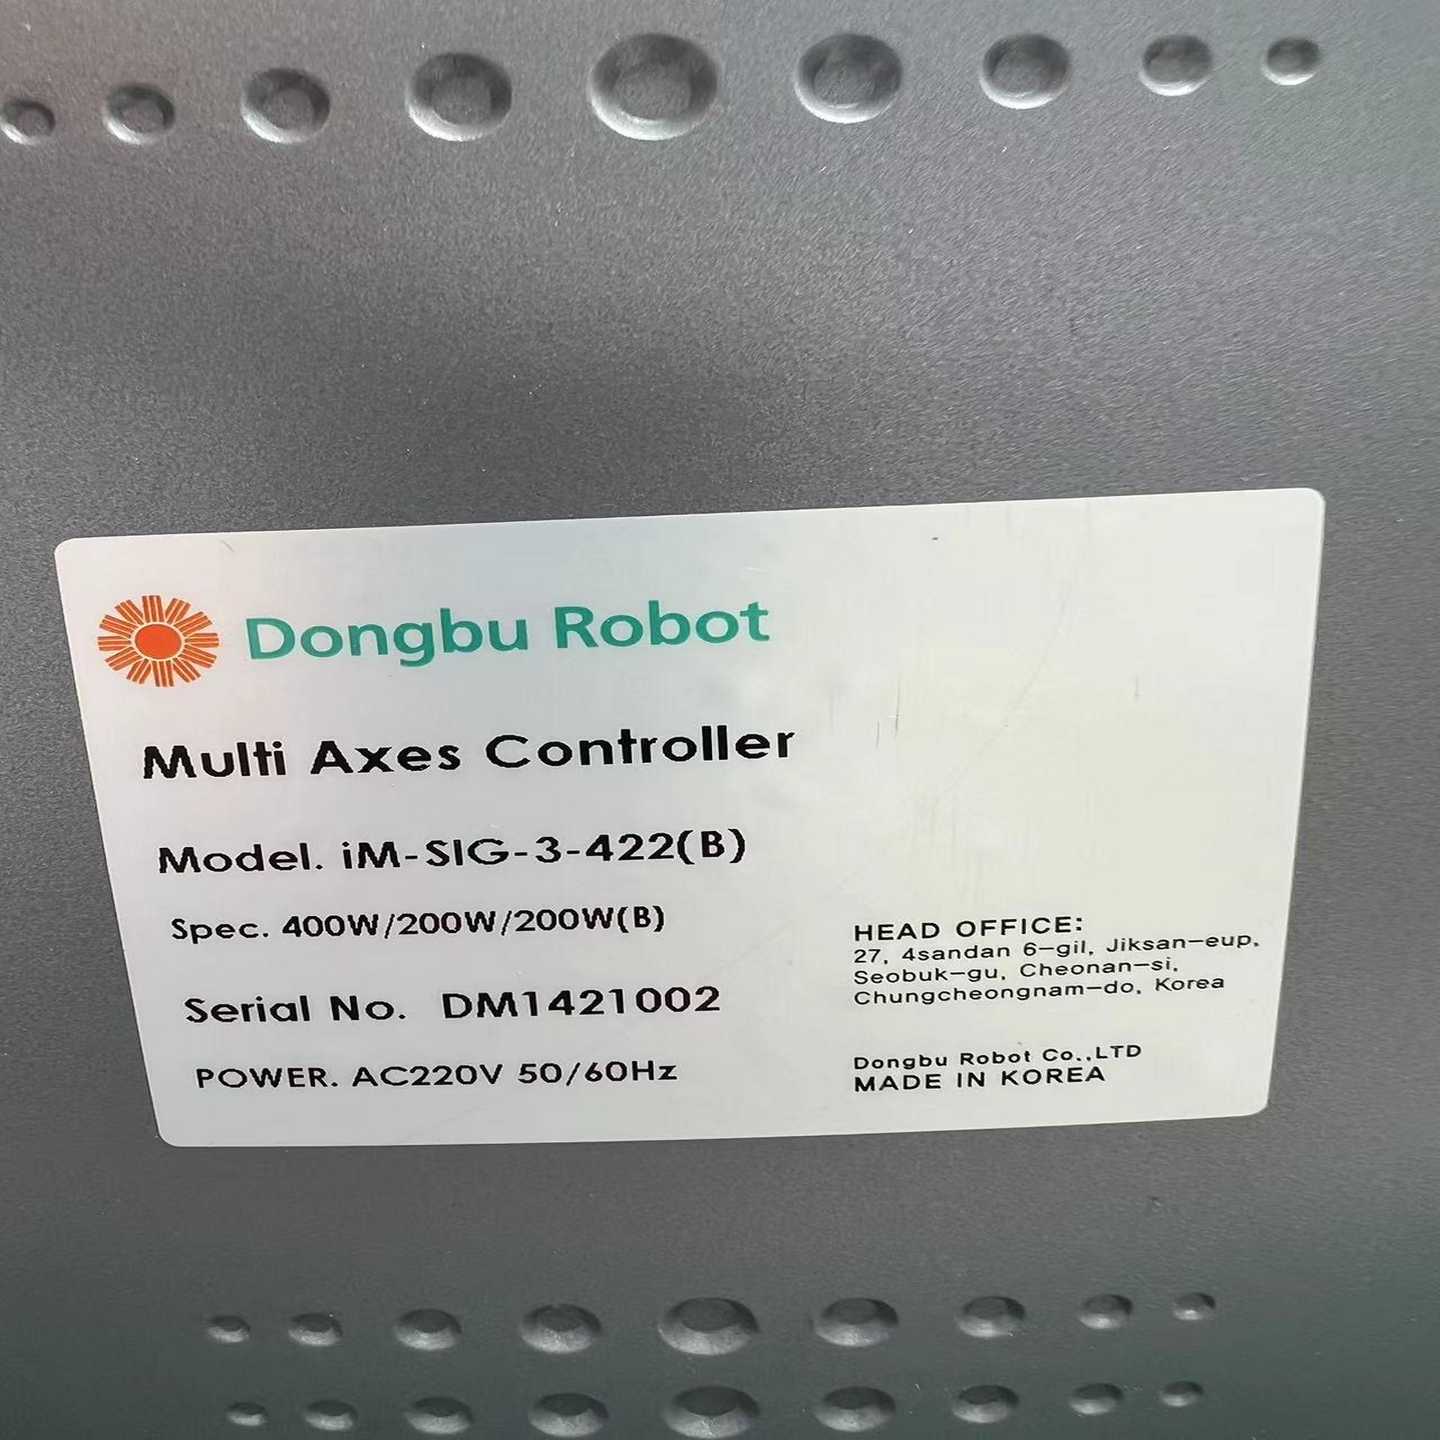 Dongbu Robot
Multi Axes Controller
Model. iM-SIG-3-422(B)
Spec. 400W/200W/200W(B)
Serial No. DM1421002
POWER. AC220V 50/60Hz
HEAD OFFICE:
27, 4sandan 6-gil, Jiksan-eup,
Seobuk-gu, Cheonan-si,
Chungcheongnam-do, Korea
Dongbu Robot Co.,LTD
MADE IN KOREA